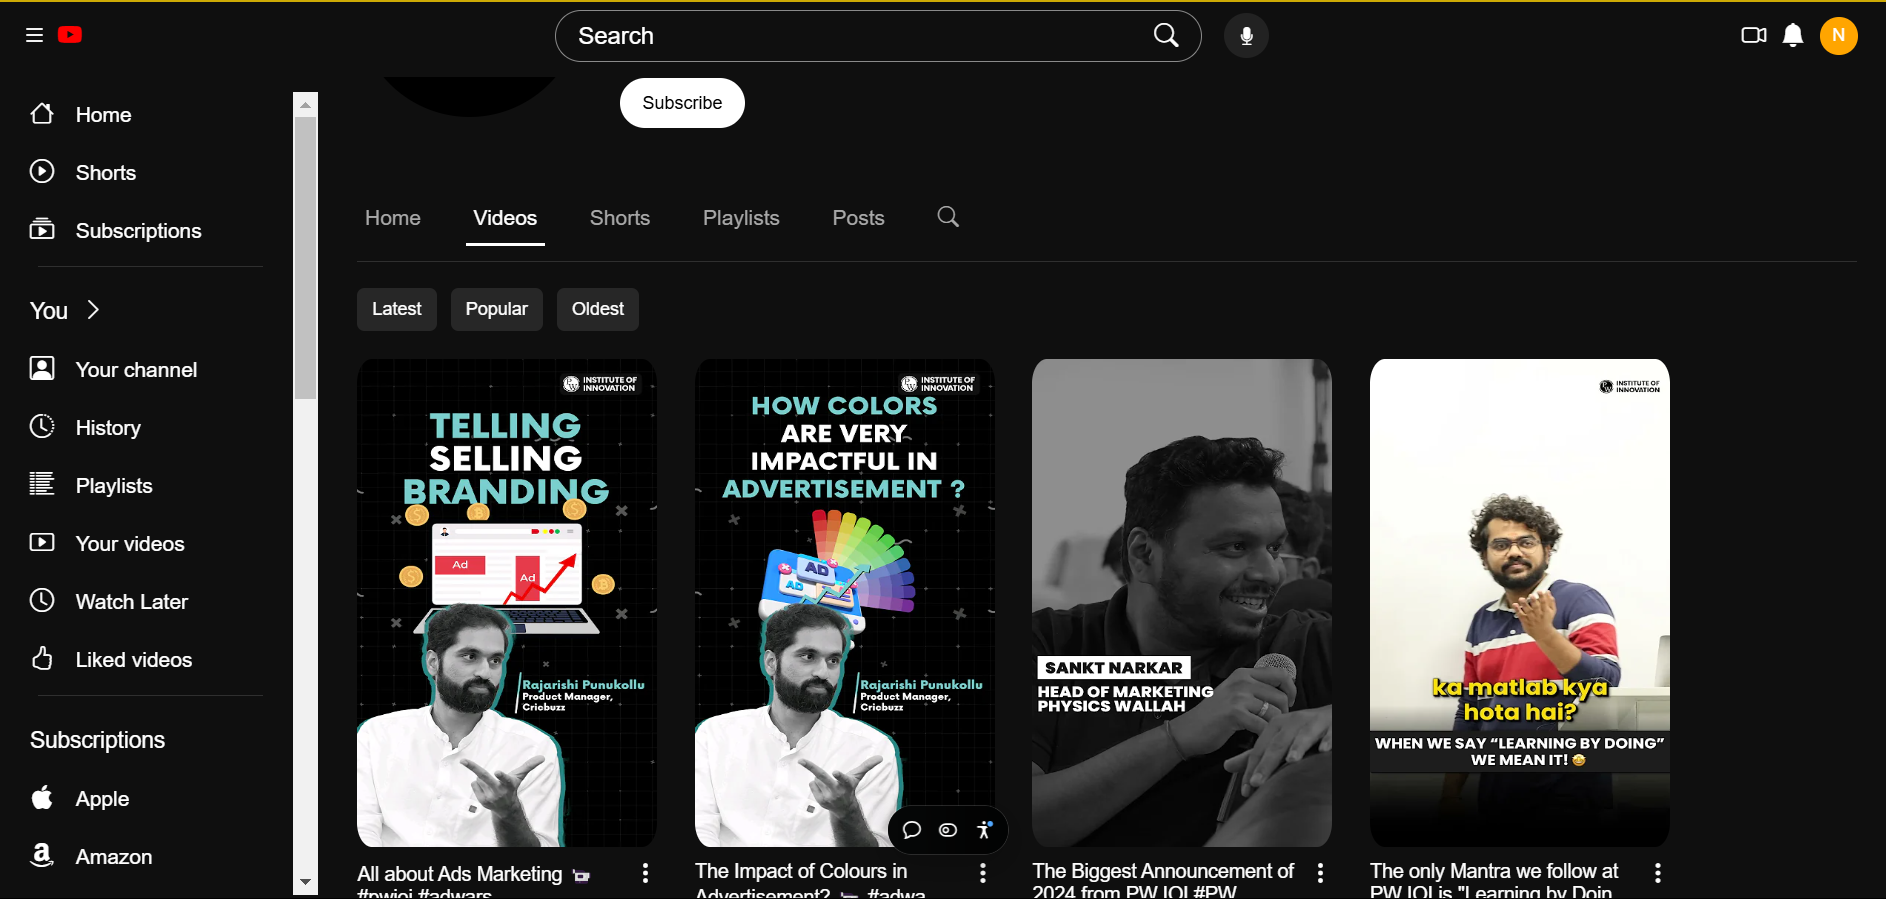 Search
N
Home
Shorts
Subscriptions
You
Your channel
History
Playlists
Your videos
Watch Later
Liked videos
Subscriptions
Apple
Amazon
Subscribe
Home
Videos
Shorts
Playlists
Posts
Latest
Popular
Oldest
INSTITUTE OF
INNOVATION
TELLING
SELLING
BRANDING
Ad
Ad
Rajarishi Punukollu
Product Manager,
Cricbuzz
All about Ads Marketing
#pwioi #adwars
INSTITUTE OF
INNOVATION
HOW COLORS
ARE VERY
IMPACTFUL IN
ADVERTISEMENT ?
AD
AD
Rajarishi Punukollu
Product Manager,
Cricbuzz
The Impact of Colours in
Advertisement? #adwa
SANKT NARKAR
HEAD OF MARKETING
PHYSICS WALLAH
The Biggest Announcement of
2024 from PW IOI #PW
INSTITUTE OF
INNOVATION
ka matlab kya
hota hai?
WHEN WE SAY “LEARNING BY DOING”
WE MEAN IT!
The only Mantra we follow at
PW IOI is "Learning by Doin